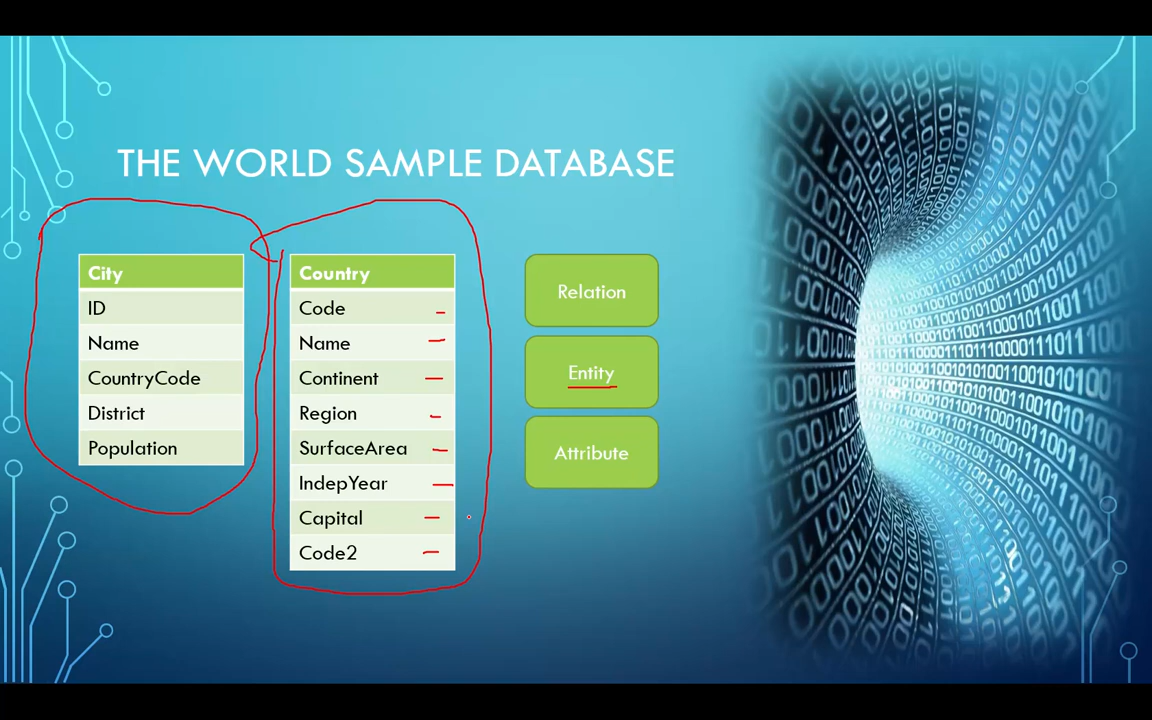 THE WORLD SAMPLE DATABASE
City
ID
Name
CountryCode
District
Population
Country
Code
Name
Continent
Region
SurfaceArea
IndepYear
Capital
Code2
Relation
Entity
Attribute